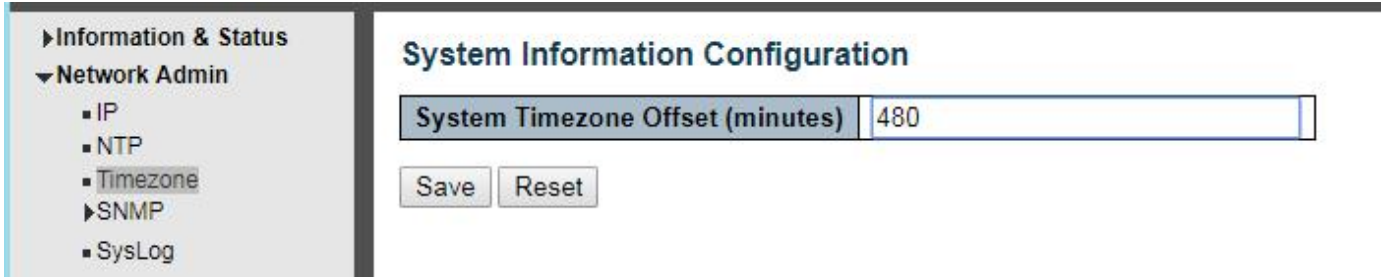 Information & Status
Network Admin
IP
NTP
Timezone
SNMP
SysLog
System Information Configuration
System Timezone Offset (minutes) 480
Save Reset